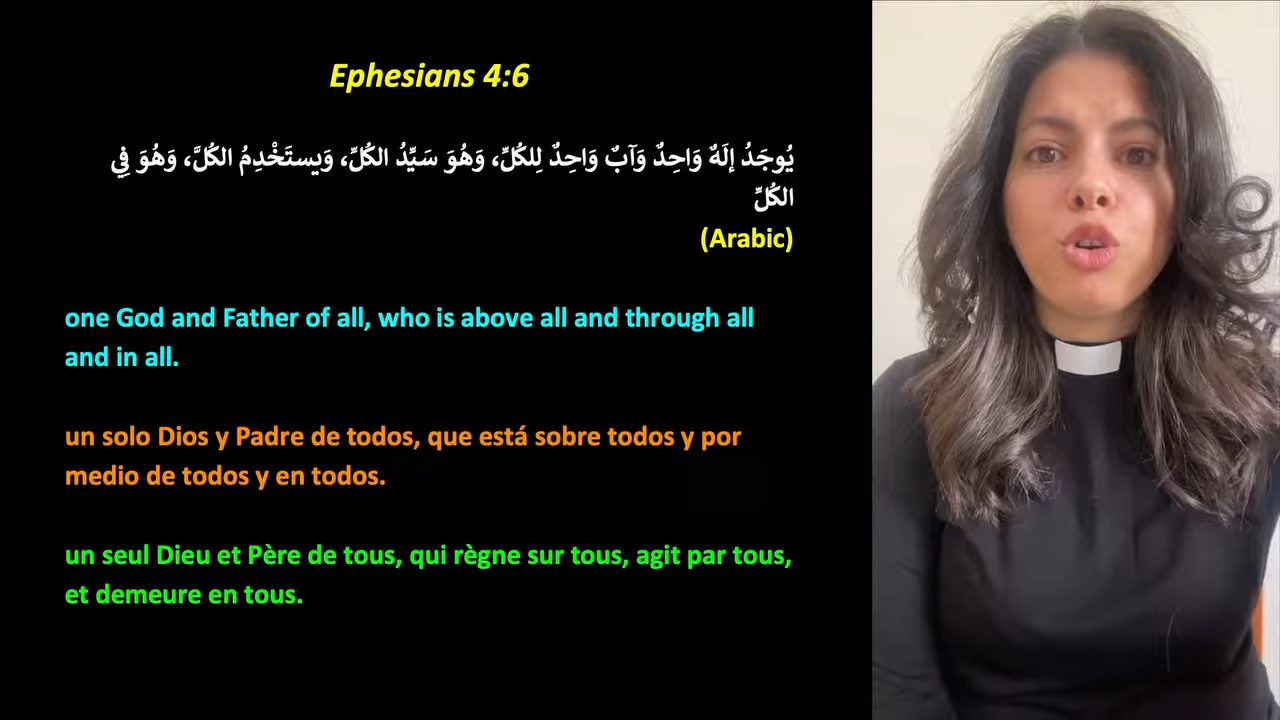 Ephesians 4:6
يُوجَدُ إلَهٌ وَاحِدٌ وَآبٌ وَاحِدٌ لِلكُلِّ، وَهُوَ سَيِّدُ الكُلِّ، وَيستَخْدِمُ الكُلَّ، وَهُوَ فِي
الكُلِّ
(Arabic)
one God and Father of all, who is above all and through all
and in all.
un solo Dios y Padre de todos, que está sobre todos y por
medio de todos y en todos.
un seul Dieu et Père de tous, qui règne sur tous, agit par tous,
et demeure en tous.